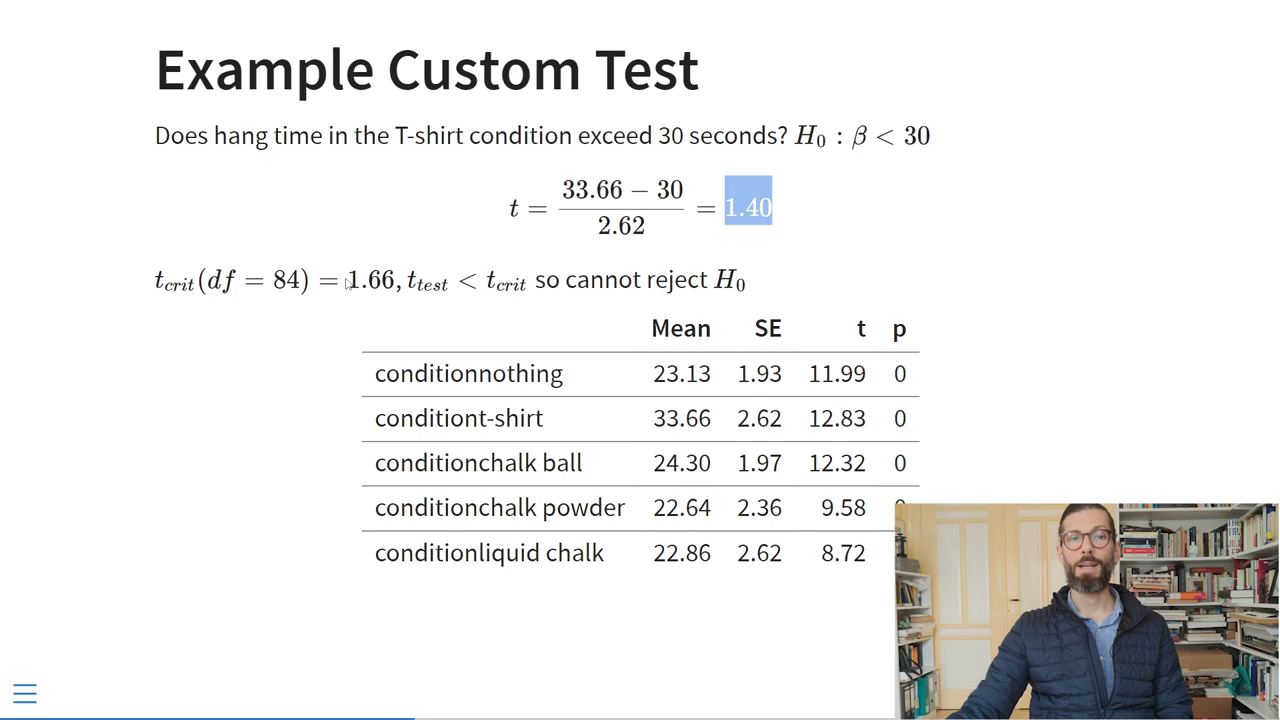 Example Custom Test
Does hang time in the T-shirt condition exceed 30 seconds? H₀ : β < 30
t = (33.66 − 30) / 2.62 = 1.40
t_crit(df = 84) = 1.66, t_test < t_crit so cannot reject H₀
Mean SE t p
conditionnothing 23.13 1.93 11.99 0
conditiont-shirt 33.66 2.62 12.83 0
conditionchalk ball 24.30 1.97 12.32 0
conditionchalk powder 22.64 2.36 9.58
conditionliquid chalk 22.86 2.62 8.72